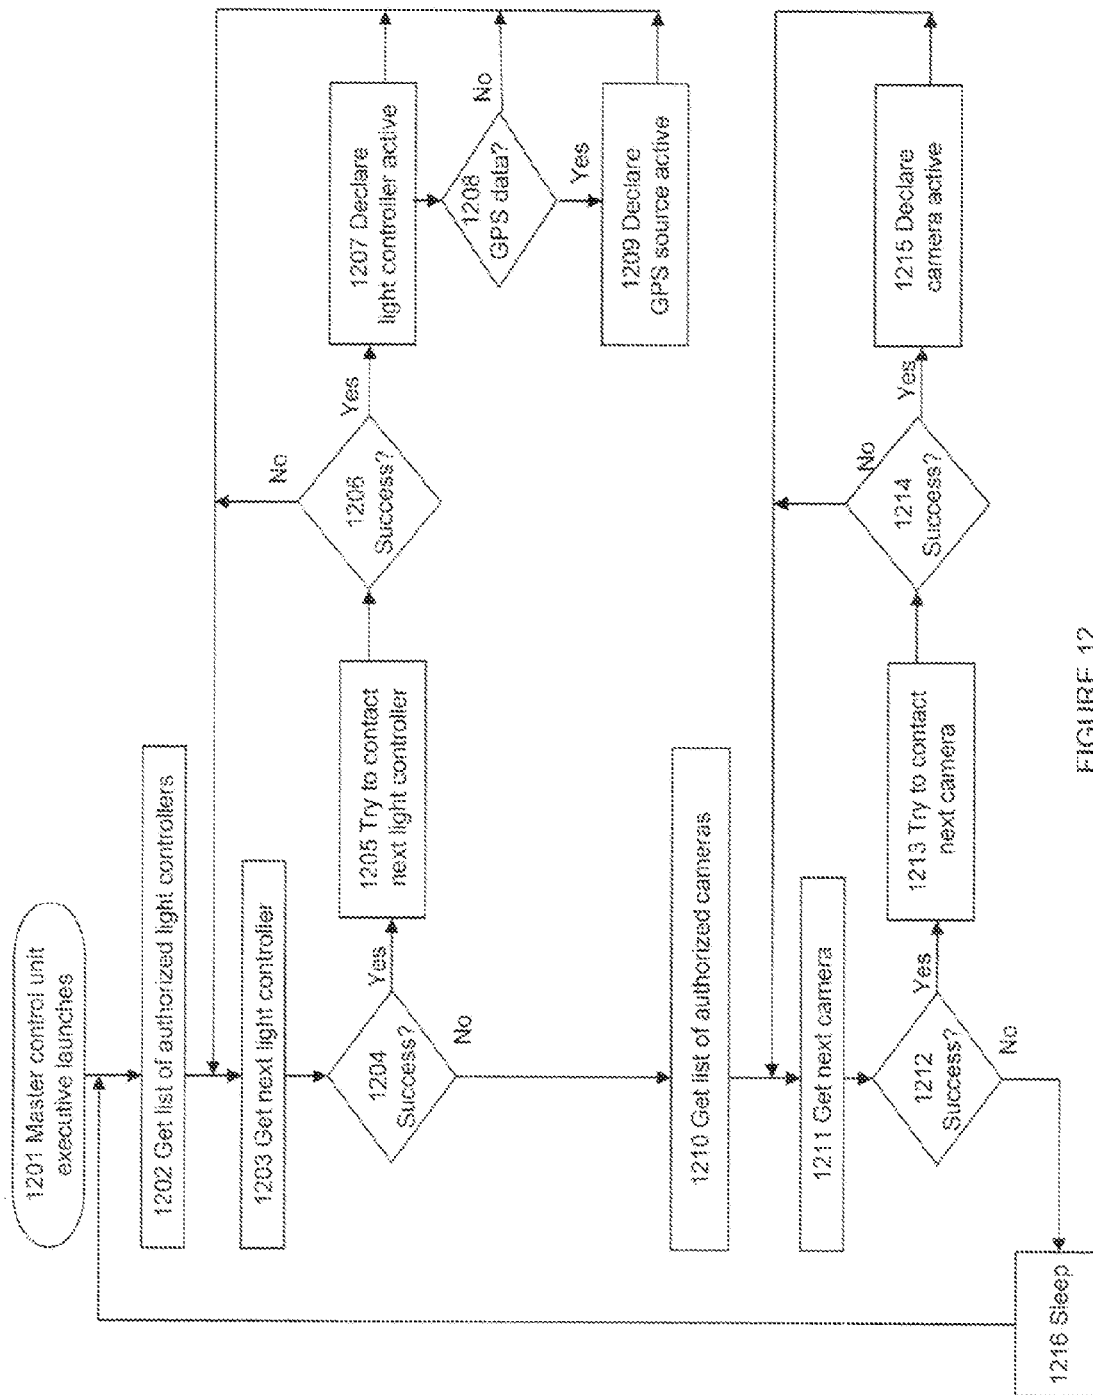 1201 Master control unit
executive launches
1202 Get list of authorized light controllers
1203 Get next light controller
1204
Success?
Yes
No
1205 Try to contact
next light controller
1206
Success?
Yes
No
1207 Declare
light controller active
1208
GPS data?
No
Yes
1209 Declare
GPS source active
1210 Get list of authorized cameras
1211 Get next camera
1212
Success?
Yes
No
1213 Try to contact
next camera
1214
Success?
Yes
No
1215 Declare
camera active
1216 Sleep
FIGURE 12